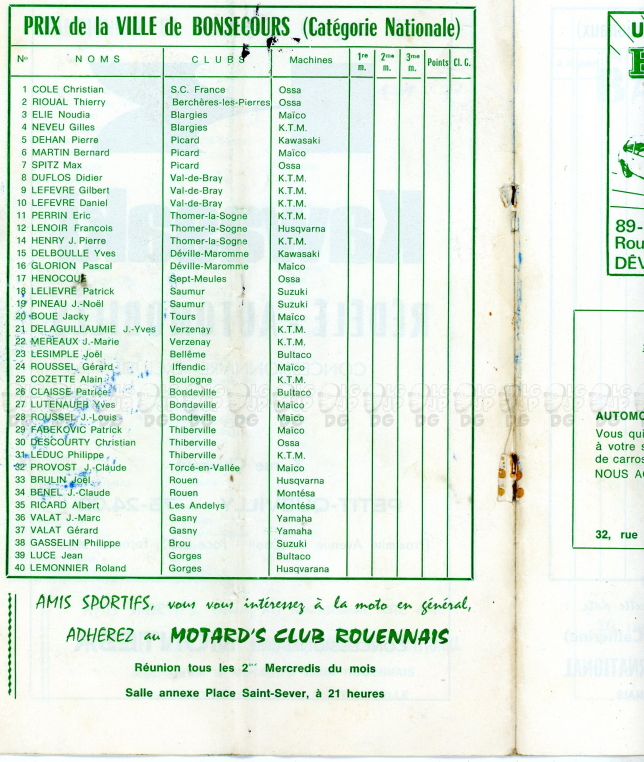 PRIX de la VILLE de BONSECOURS (Catégorie Nationale)
Nº NOMS CLUBS Machines 1re m. 2me m. 3me m. Points Cl. G.
1 COLE Christian S.C. France Ossa
2 RIOUAL Thierry Berchères-les-Pierres Ossa
3 ELIE Noudia Blargies Maïco
4 NEVEU Gilles Blargies K.T.M.
5 DEHAN Pierre Picard Kawasaki
6 MARTIN Bernard Picard Maïco
7 SPITZ Max Picard Ossa
8 DUFLOS Didier Val-de-Bray K.T.M.
9 LEFEVRE Gilbert Val-de-Bray K.T.M.
10 LEFEVRE Daniel Val-de-Bray K.T.M.
11 PERRIN Eric Thomer-la-Sogne K.T.M.
12 LENOIR François Thomer-la-Sogne Husqvarna
14 HENRY J. Pierre Thomer-la-Sogne K.T.M.
15 DELBOULLE Yves Déville-Maromme Kawasaki
16 GLORION Pascal Déville-Maromme Maïco
17 HENOCQUE Sept-Meules Ossa
18 LELIEVRE Patrick Saumur Suzuki
19 PINEAU J.-Noël Saumur Suzuki
20 BOUE Jacky Tours Maïco
21 DELAGUILLAUMIE J.-Yves Verzenay K.T.M.
22 MEREAUX J.-Marie Verzenay K.T.M.
23 LESIMPLE Joël Bellême Bultaco
24 ROUSSEL Gérard Iffendic Maïco
25 COZETTE Alain Boulogne K.T.M.
26 CLAISSE Patrice Bondeville Bultaco
27 LUTENAUER Yves Bondeville Maïco
28 ROUSSEL J.-Louis Bondeville Maïco
29 FABEKOVIC Patrick Thiberville Maïco
30 DESCOURTY Christian Thiberville Ossa
31 LEDUC Philippe Thiberville K.T.M.
32 PROVOST J.-Claude Torcé-en-Vallée Maïco
33 BRULIN Joël Rouen Husqvarna
34 BENEL J.-Claude Rouen Montésa
35 RICARD Albert Les Andelys Montésa
36 VALAT J.-Marc Gasny Yamaha
37 VALAT Gérard Gasny Yamaha
38 GASSELIN Philippe Brou Suzuki
39 LUCE Jean Gorges Bultaco
40 LEMONNIER Roland Gorges Husqvarana
AMIS SPORTIFS, vous vous intéressez à la moto en général,
ADHEREZ au MOTARD'S CLUB ROUENNAIS
Réunion tous les 2mes Mercredis du mois
Salle annexe Place Saint-Sever, à 21 heures
89-
Rou
DÉV
AUTOMO
Vous qui
à votre s
de carros
NOUS A
32, rue
DG DG DG DG DG DG DG